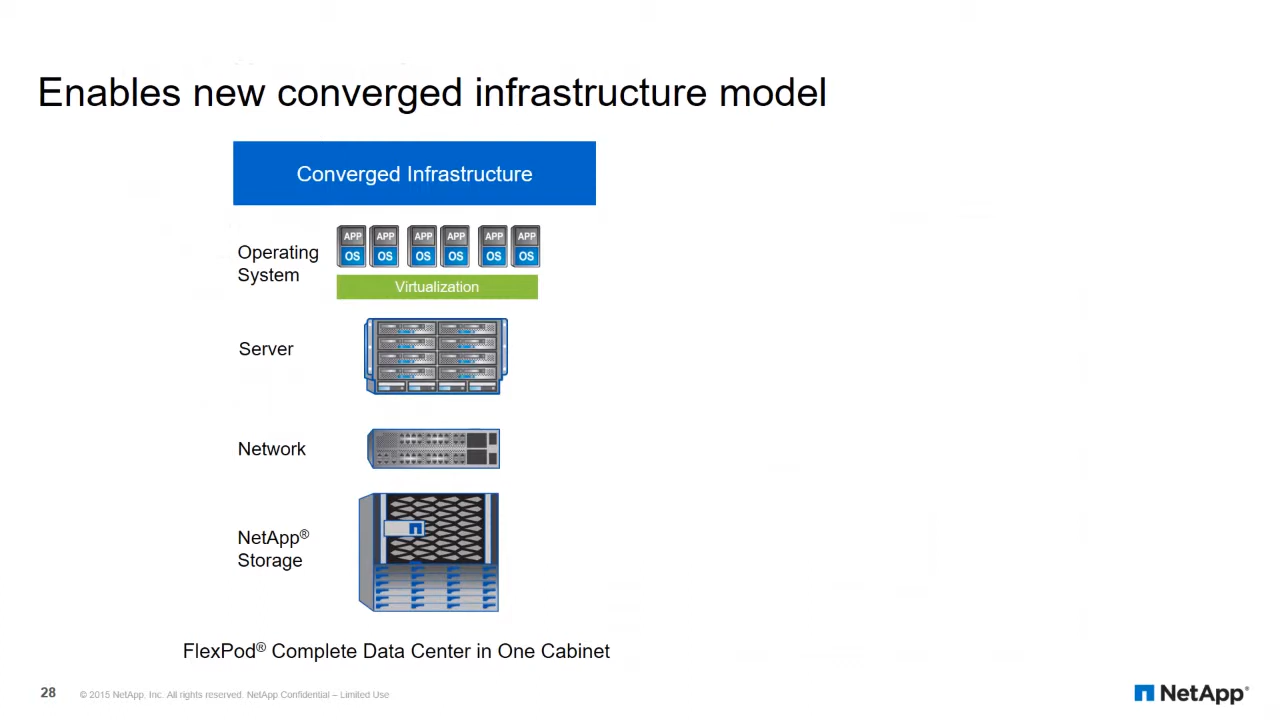 Enables new converged infrastructure model
Converged Infrastructure
APP APP APP APP APP APP
OS OS OS OS OS OS
Operating
System
Virtualization
Server
Network
NetApp®
Storage
FlexPod® Complete Data Center in One Cabinet
28 © 2015 NetApp, Inc. All rights reserved. NetApp Confidential – Limited Use
NetApp®